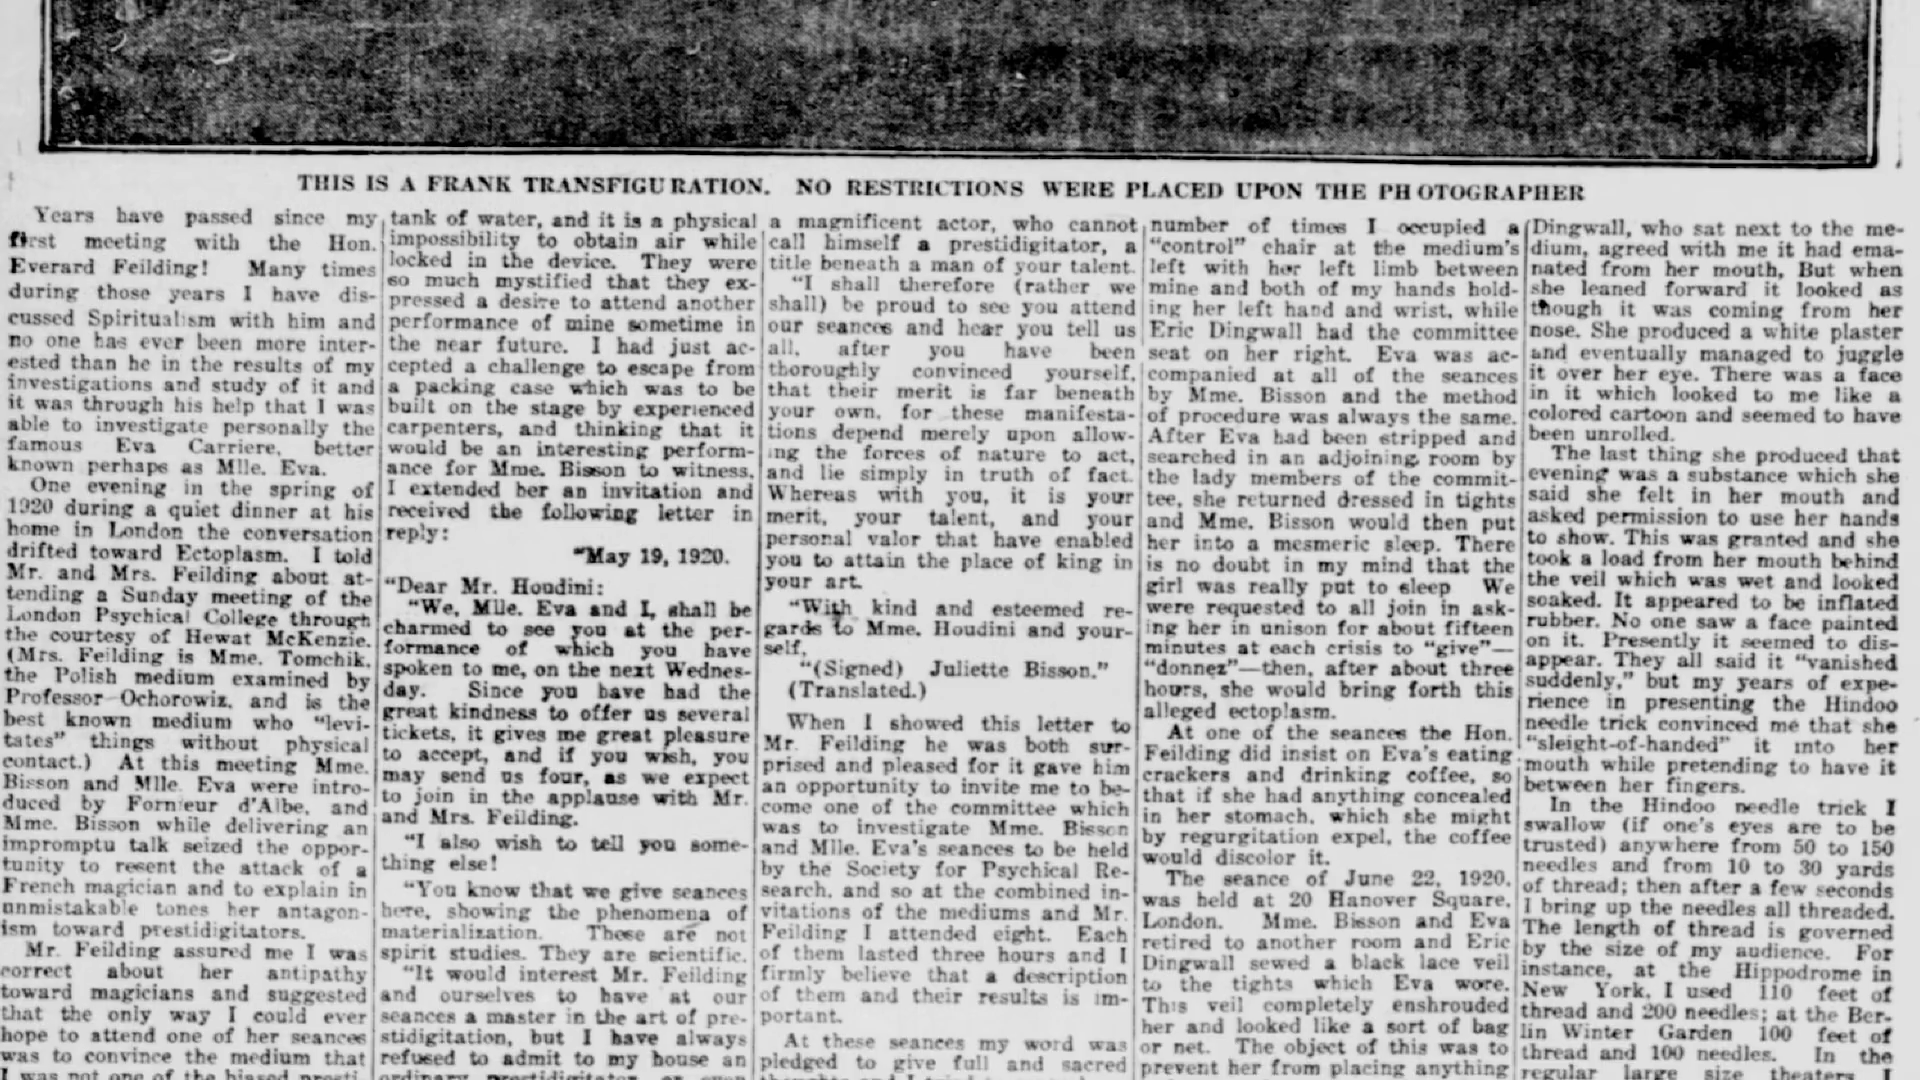 THIS IS A FRANK TRANSFIGURATION. NO RESTRICTIONS WERE PLACED UPON THE PHOTOGRAPHER
Years have passed since my
first meeting with the Hon.
Everard Feilding! Many times
during those years I have dis-
cussed Spiritualism with him and
no one has ever been more inter-
ested than he in the results of my
investigations and study of it and
it was through his help that I was
able to investigate personally the
famous Eva Carriere, better
known perhaps as Mlle. Eva.
One evening in the spring of
1920 during a quiet dinner at his
home in London the conversation
drifted toward Ectoplasm. I told
Mr. and Mrs. Feilding about at-
tending a Sunday meeting of the
London Psychical College through
the courtesy of Hewat McKenzie.
(Mrs. Feilding is Mme. Tomchik,
the Polish medium examined by
Professor Ochorowiz, and is the
best known medium who "levi-
tates" things without physical
contact.) At this meeting Mme.
Bisson and Mlle. Eva were intro-
duced by Fornieur d'Albe, and
Mme. Bisson while delivering an
impromptu talk seized the oppor-
tunity to resent the attack of a
French magician and to explain in
unmistakable tones her antagon-
ism toward prestidigitators.
Mr. Feilding assured me I was
correct about her antipathy
toward magicians and suggested
that the only way I could ever
hope to attend one of her seances
was to convince the medium that
I was not one of the biased presti-
tank of water, and it is a physical
impossibility to obtain air while
locked in the device. They were
so much mystified that they ex-
pressed a desire to attend another
performance of mine sometime in
the near future. I had just ac-
cepted a challenge to escape from
a packing case which was to be
built on the stage by experienced
carpenters, and thinking that it
would be an interesting perform-
ance for Mme. Bisson to witness,
I extended her an invitation and
received the following letter in
reply:
"May 19, 1920.
"Dear Mr. Houdini:
"We, Mlle. Eva and I, shall be
charmed to see you at the per-
formance of which you have
spoken to me, on the next Wednes-
day. Since you have had the
great kindness to offer us several
tickets, it gives me great pleasure
to accept, and if you wish, you
may send us four, as we expect
to join in the applause with Mr.
and Mrs. Feilding.
"I also wish to tell you some-
thing else!
"You know that we give seances
here, showing the phenomena of
materialization. These are not
spirit studies. They are scientific.
"It would interest Mr. Feilding
and ourselves to have at our
seances a master in the art of pre-
stidigitation, but I have always
refused to admit to my house an
ordinary prestidigitator or even
a magnificent actor, who cannot
call himself a prestidigitator, a
title beneath a man of your talent.
"I shall therefore (rather we
shall) be proud to see you attend
our seances and hear you tell us
all, after you have been
thoroughly convinced yourself,
that their merit is far beneath
your own, for these manifesta-
tions depend merely upon allow-
ing the forces of nature to act,
and lie simply in truth of fact.
Whereas with you, it is your
merit, your talent, and your
personal valor that have enabled
you to attain the place of king in
your art.
"With kind and esteemed re-
gards to Mme. Houdini and your-
self,
"(Signed) Juliette Bisson."
(Translated.)
When I showed this letter to
Mr. Feilding he was both sur-
prised and pleased for it gave him
an opportunity to invite me to be-
come one of the committee which
was to investigate Mme. Bisson
and Mlle. Eva's seances to be held
by the Society for Psychical Re-
search, and so at the combined in-
vitations of the mediums and Mr.
Feilding I attended eight. Each
of them lasted three hours and I
firmly believe that a description
of them and their results is im-
portant.
At these seances my word was
pledged to give full and sacred
number of times I occupied a
"control" chair at the medium's
left with her left limb between
mine and both of my hands hold-
ing her left hand and wrist, while
Eric Dingwall had the committee
seat on her right. Eva was ac-
companied at all of the seances
by Mme. Bisson and the method
of procedure was always the same.
After Eva had been stripped and
searched in an adjoining room by
the lady members of the commit-
tee, she returned dressed in tights
and Mme. Bisson would then put
her into a mesmeric sleep. There
is no doubt in my mind that the
girl was really put to sleep We
were requested to all join in ask-
ing her in unison for about fifteen
minutes at each crisis to "give"—
"donnez"—then, after about three
hours, she would bring forth this
alleged ectoplasm.
At one of the seances the Hon.
Feilding did insist on Eva's eating
crackers and drinking coffee, so
that if she had anything concealed
in her stomach, which she might
by regurgitation expel, the coffee
would discolor it.
The seance of June 22, 1920,
was held at 20 Hanover Square,
London. Mme. Bisson and Eva
retired to another room and Eric
Dingwall sewed a black lace veil
to the tights which Eva wore.
This veil completely enshrouded
her and looked like a sort of bag
or net. The object of this was to
prevent her from placing anything
Dingwall, who sat next to the me-
dium, agreed with me it had ema-
nated from her mouth, But when
she leaned forward it looked as
though it was coming from her
nose. She produced a white plaster
and eventually managed to juggle
it over her eye. There was a face
in it which looked to me like a
colored cartoon and seemed to have
been unrolled.
The last thing she produced that
evening was a substance which she
said she felt in her mouth and
asked permission to use her hands
to show. This was granted and she
took a load from her mouth behind
the veil which was wet and looked
soaked. It appeared to be inflated
rubber. No one saw a face painted
on it. Presently it seemed to dis-
appear. They all said it "vanished
suddenly," but my years of expe-
rience in presenting the Hindoo
needle trick convinced me that she
"sleight-of-handed" it into her
mouth while pretending to have it
between her fingers.
In the Hindoo needle trick I
swallow (if one's eyes are to be
trusted) anywhere from 50 to 150
needles and from 10 to 30 yards
of thread; then after a few seconds
I bring up the needles all threaded.
The length of thread is governed
by the size of my audience. For
instance, at the Hippodrome in
New York, I used 110 feet of
thread and 200 needles; at the Ber-
lin Winter Garden 100 feet of
thread and 100 needles. In the
regular large size theaters I